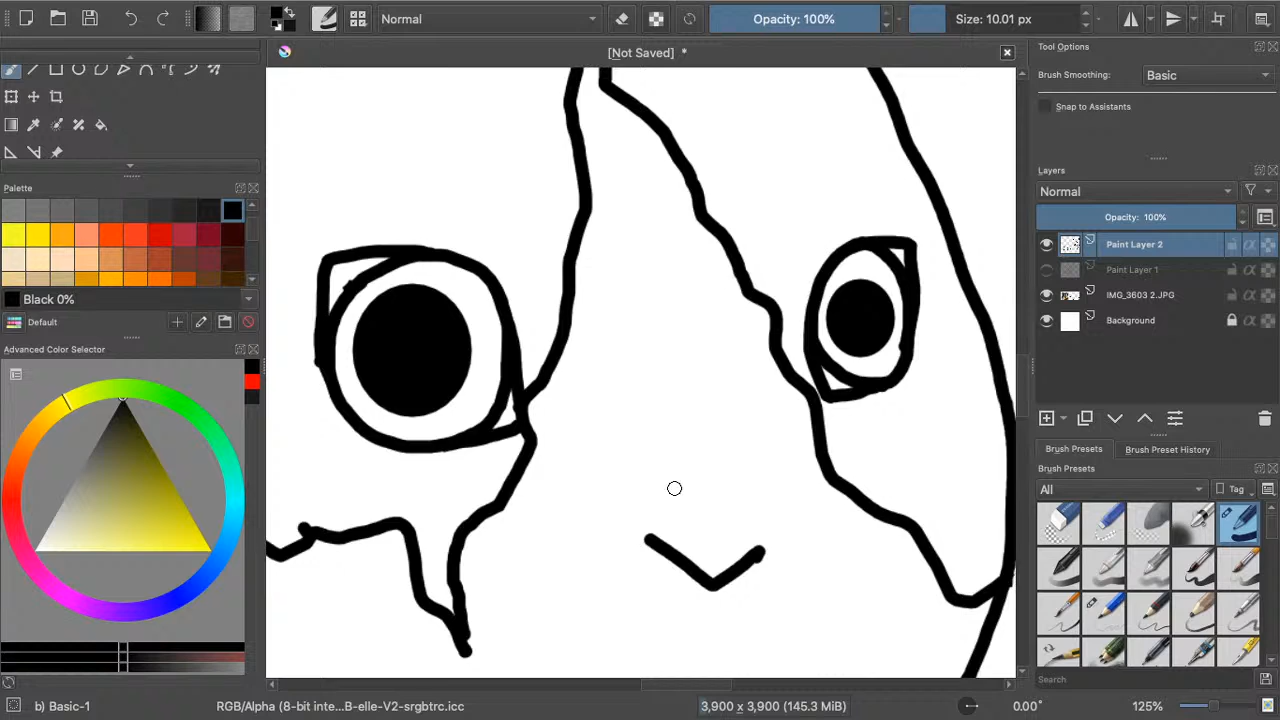 Normal
Opacity: 100%
Size: 10.01 px
[Not Saved] *
Tool Options
Brush Smoothing:
Basic
Snap to Assistants
Palette
Layers
Normal
Opacity: 100%
Paint Layer 2
Paint Layer 1
IMG_3603 2.JPG
Background
Black 0%
Default
Advanced Color Selector
Brush Presets
Brush Preset History
Brush Presets
All
Tag
Search
b) Basic-1
RGB/Alpha (8-bit inte...B-elle-V2-srgbtrc.icc
3,900 x 3,900 (145.3 MiB)
0.00°
125%